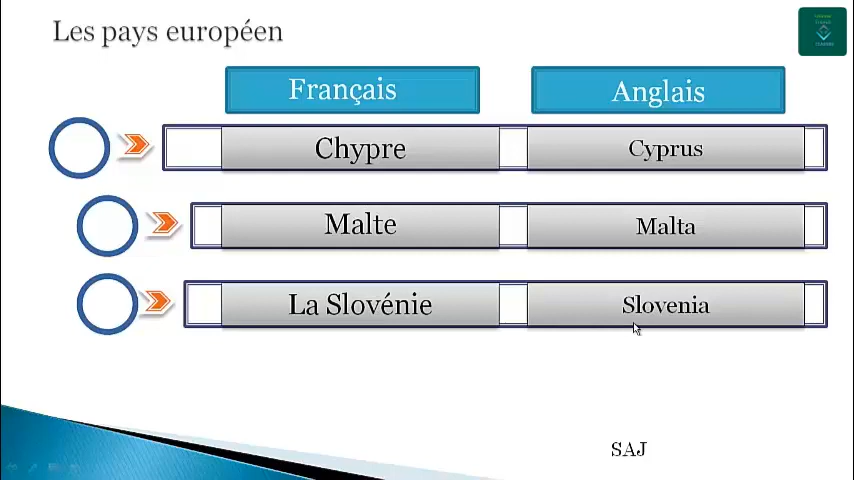 Les pays européen
Français
Anglais
Chypre
Cyprus
Malte
Malta
La Slovénie
Slovenia
SAJ